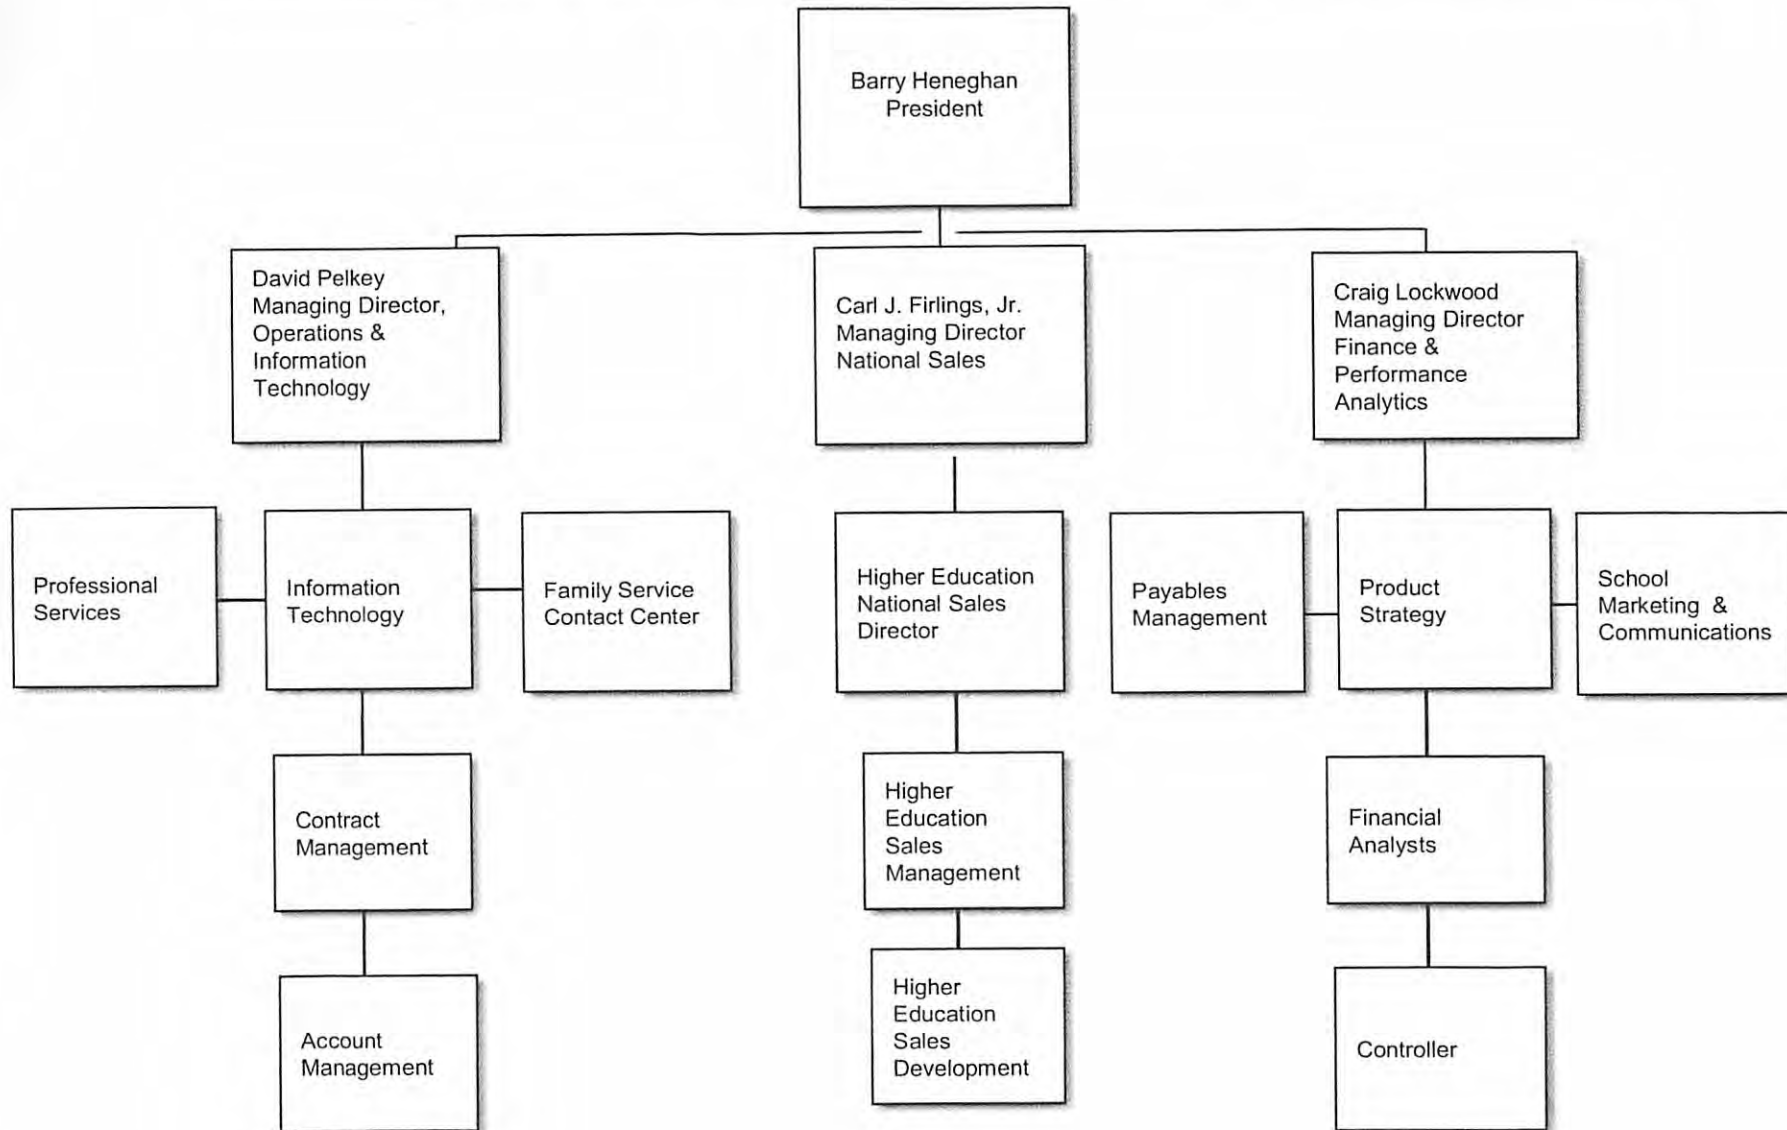 Barry Heneghan
President
David Pelkey
Managing Director,
Operations &
Information
Technology
Carl J. Firlings, Jr.
Managing Director
National Sales
Craig Lockwood
Managing Director
Finance &
Performance
Analytics
Professional
Services
Information
Technology
Family Service
Contact Center
Higher Education
National Sales
Director
Payables
Management
Product
Strategy
School
Marketing &
Communications
Contract
Management
Higher
Education
Sales
Management
Financial
Analysts
Account
Management
Higher
Education
Sales
Development
Controller